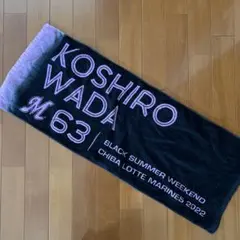 KOSHIRO
WADA
M 63
BLACK SUMMER WEEKEND
CHIBA LOTTE MARINES 2022